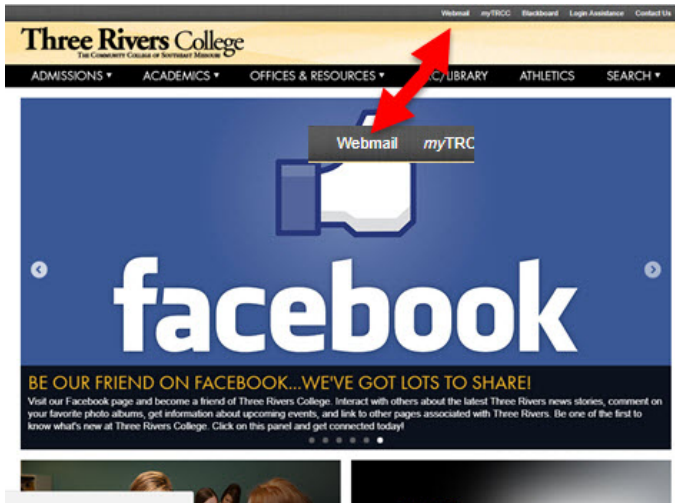 Webmail myTRCC Blackboard Login Assistance Contact Us
Three Rivers College
The Community College of Southeast Missouri
ADMISSIONS ▾ ACADEMICS ▾ OFFICES & RESOURCES ▾ C/LIBRARY ATHLETICS SEARCH ▾
Webmail myTRC
facebook
BE OUR FRIEND ON FACEBOOK...WE'VE GOT LOTS TO SHARE!
Visit our Facebook page and become a friend of Three Rivers College. Interact with others about the latest Three Rivers news stories, comment on
your favorite photo albums, get information about upcoming events, and link to other pages associated with Three Rivers. Be one of the first to
know what's new at Three Rivers College. Click on this panel and get connected today!